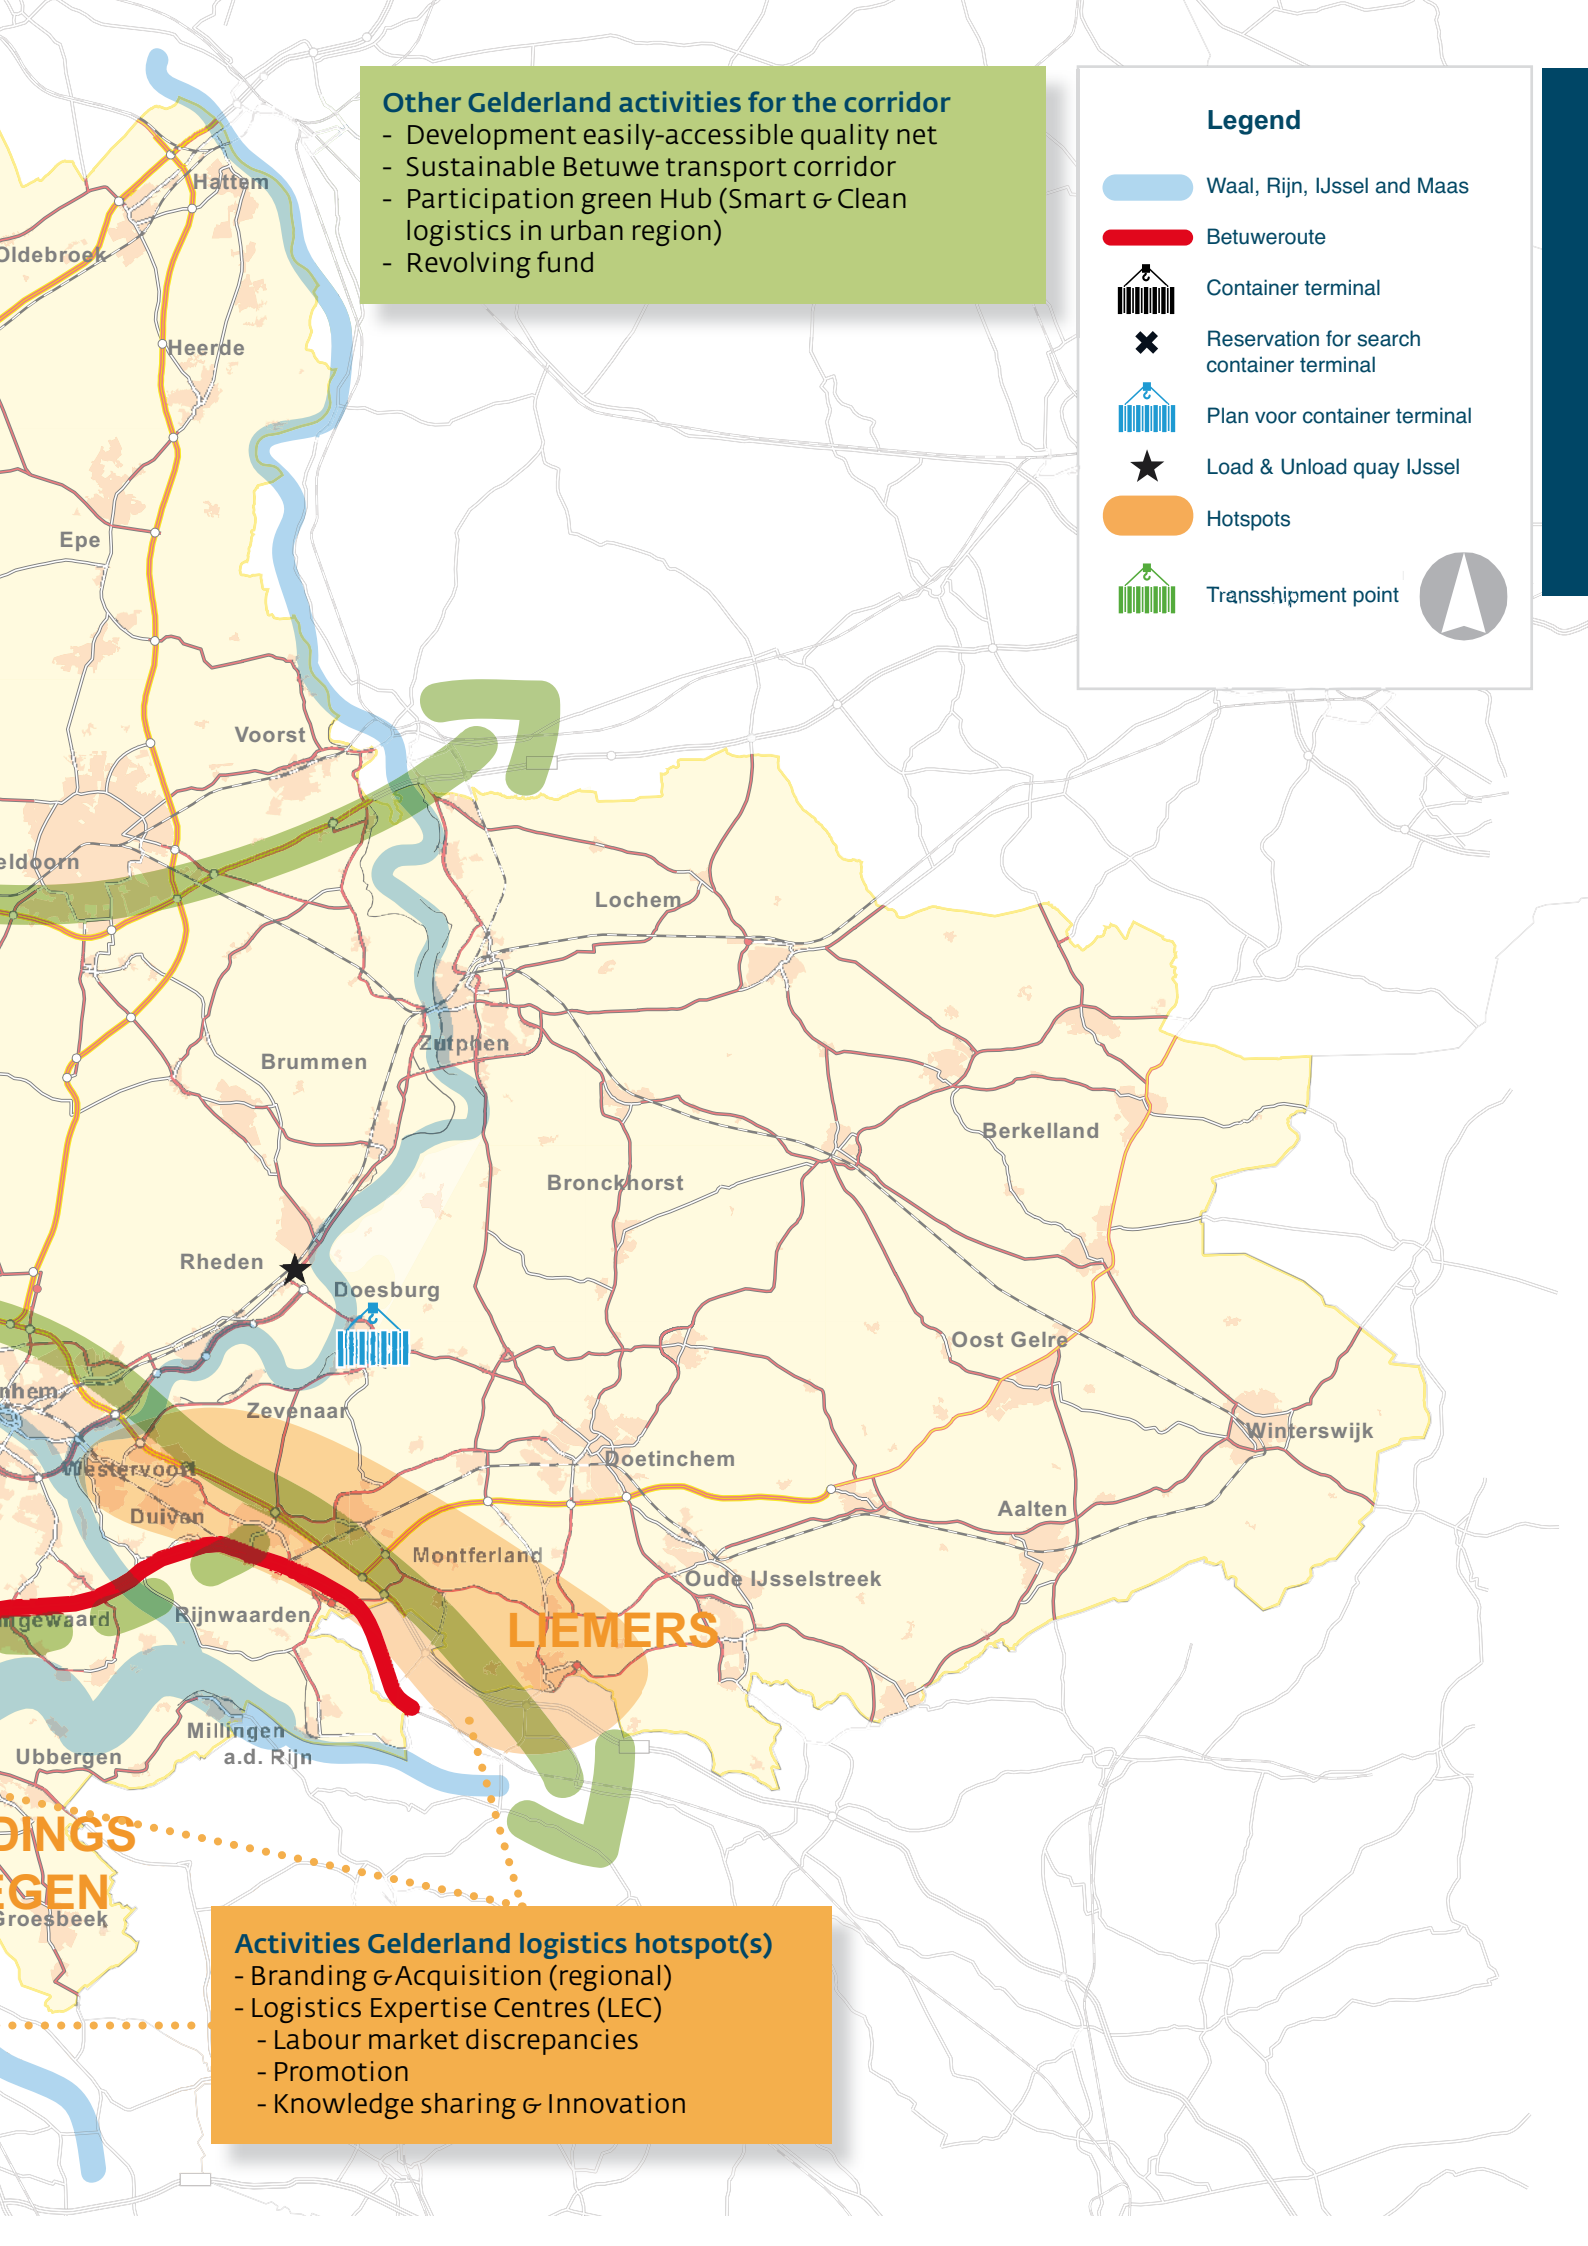 Other Gelderland activities for the corridor
- Development easily-accessible quality net
- Sustainable Betuwe transport corridor
- Participation green Hub (Smart & Clean
logistics in urban region)
- Revolving fund
Legend
Waal, Rijn, IJssel and Maas
Betuweroute
Container terminal
Reservation for search
container terminal
Plan voor container terminal
Load & Unload quay IJssel
Hotspots
Transshipment point
Hattem
Oldebroek
Heerde
Epe
Voorst
eldoorn
Lochem
Zutphen
Brummen
Berkelland
Bronckhorst
Rheden
Doesburg
Oost Gelre
nhem
Zevenaar
Winterswijk
Doetinchem
Westervoort
Aalten
Duiven
Montferland
Oude IJsselstreek
Rijnwaarden
ngewaard
LIEMERS
Millingen
a.d. Rijn
Ubbergen
DINGS
EGEN
Groesbeek
Activities Gelderland logistics hotspot(s)
- Branding & Acquisition (regional)
- Logistics Expertise Centres (LEC)
- Labour market discrepancies
- Promotion
- Knowledge sharing & Innovation